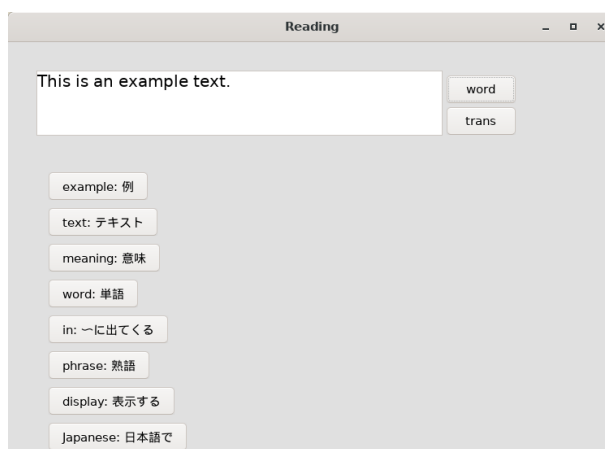 Reading
This is an example text.
word
trans
example: 例
text: テキスト
meaning: 意味
word: 単語
in: 〜に出てくる
phrase: 熟語
display: 表示する
Japanese: 日本語で